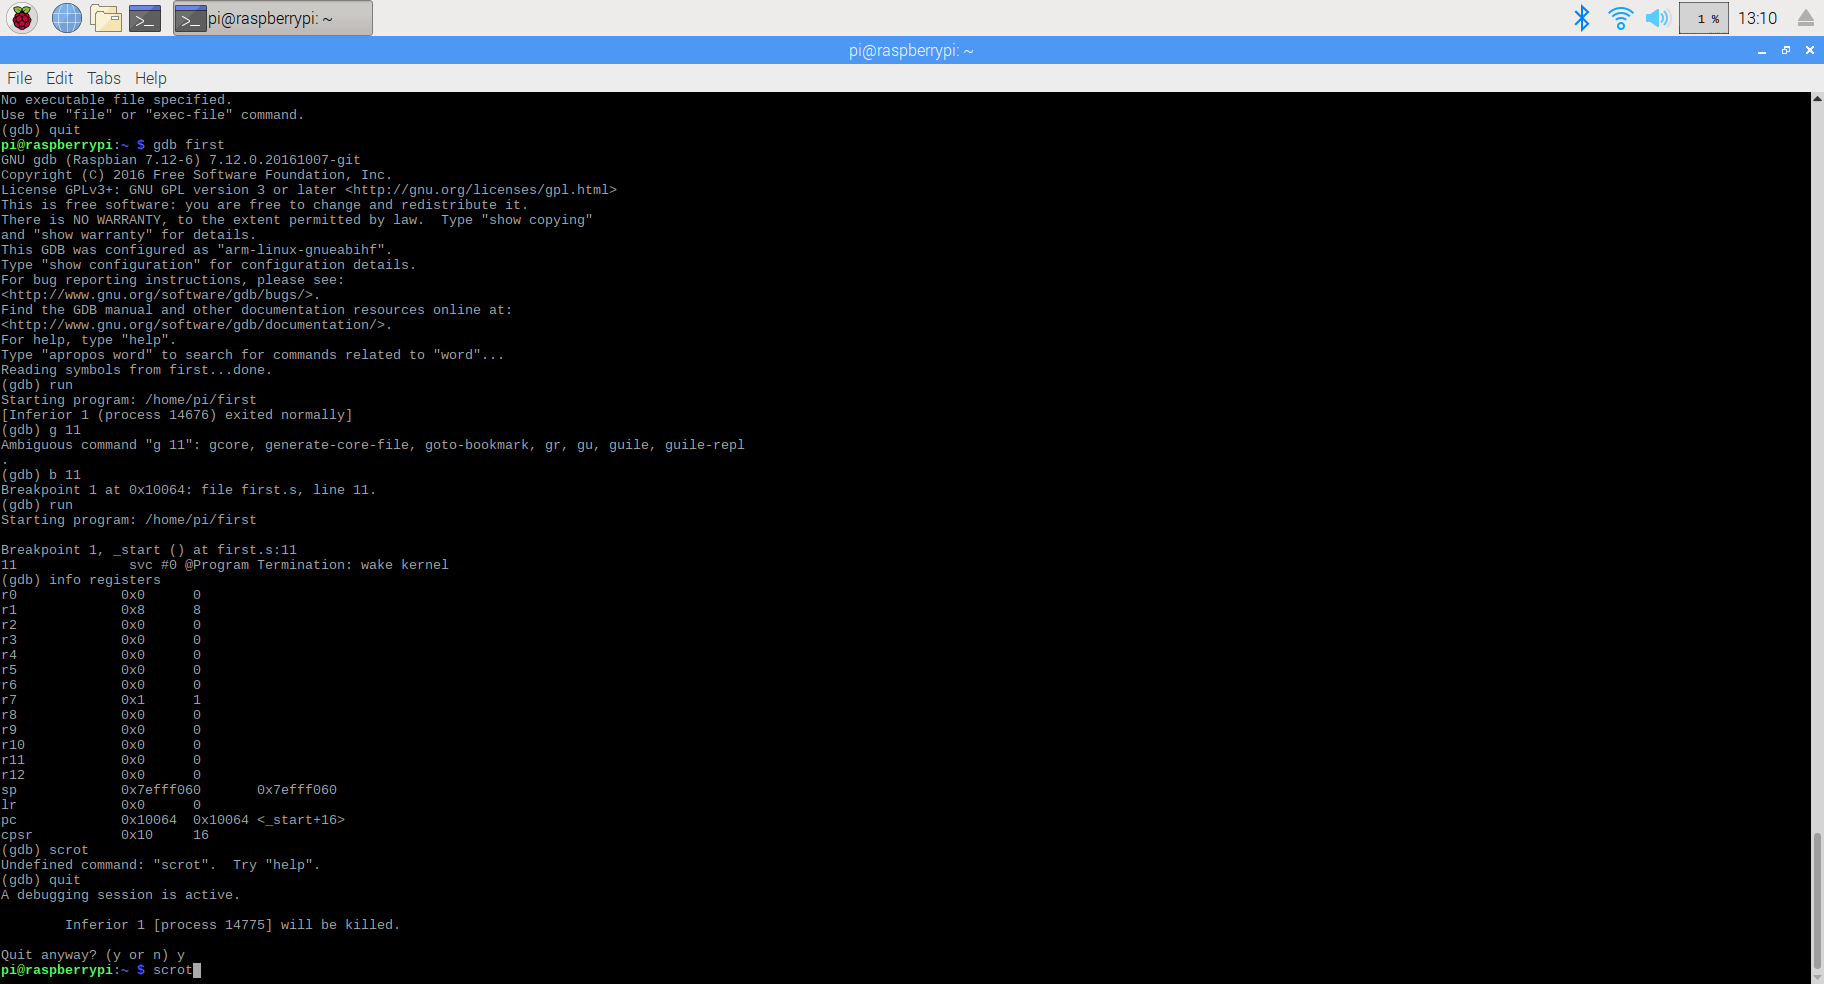 pi@raspberrypi: ~
1 %
13:10
pi@raspberrypi: ~
File Edit Tabs Help
No executable file specified.
Use the "file" or "exec-file" command.
(gdb) quit
pi@raspberrypi:~ $ gdb first
GNU gdb (Raspbian 7.12-6) 7.12.0.20161007-git
Copyright (C) 2016 Free Software Foundation, Inc.
License GPLv3+: GNU GPL version 3 or later <http://gnu.org/licenses/gpl.html>
This is free software: you are free to change and redistribute it.
There is NO WARRANTY, to the extent permitted by law.  Type "show copying"
and "show warranty" for details.
This GDB was configured as "arm-linux-gnueabihf".
Type "show configuration" for configuration details.
For bug reporting instructions, please see:
<http://www.gnu.org/software/gdb/bugs/>.
Find the GDB manual and other documentation resources online at:
<http://www.gnu.org/software/gdb/documentation/>.
For help, type "help".
Type "apropos word" to search for commands related to "word"...
Reading symbols from first...done.
(gdb) run
Starting program: /home/pi/first
[Inferior 1 (process 14676) exited normally]
(gdb) g 11
Ambiguous command "g 11": gcore, generate-core-file, goto-bookmark, gr, gu, guile, guile-repl
.
(gdb) b 11
Breakpoint 1 at 0x10064: file first.s, line 11.
(gdb) run
Starting program: /home/pi/first
Breakpoint 1, _start () at first.s:11
11              svc #0 @Program Termination: wake kernel
(gdb) info registers
r0             0x0      0
r1             0x8      8
r2             0x0      0
r3             0x0      0
r4             0x0      0
r5             0x0      0
r6             0x0      0
r7             0x1      1
r8             0x0      0
r9             0x0      0
r10            0x0      0
r11            0x0      0
r12            0x0      0
sp             0x7efff060       0x7efff060
lr             0x0      0
pc             0x10064  0x10064 <_start+16>
cpsr           0x10     16
(gdb) scrot
Undefined command: "scrot".  Try "help".
(gdb) quit
A debugging session is active.
Inferior 1 [process 14775] will be killed.
Quit anyway? (y or n) y
pi@raspberrypi:~ $ scrot